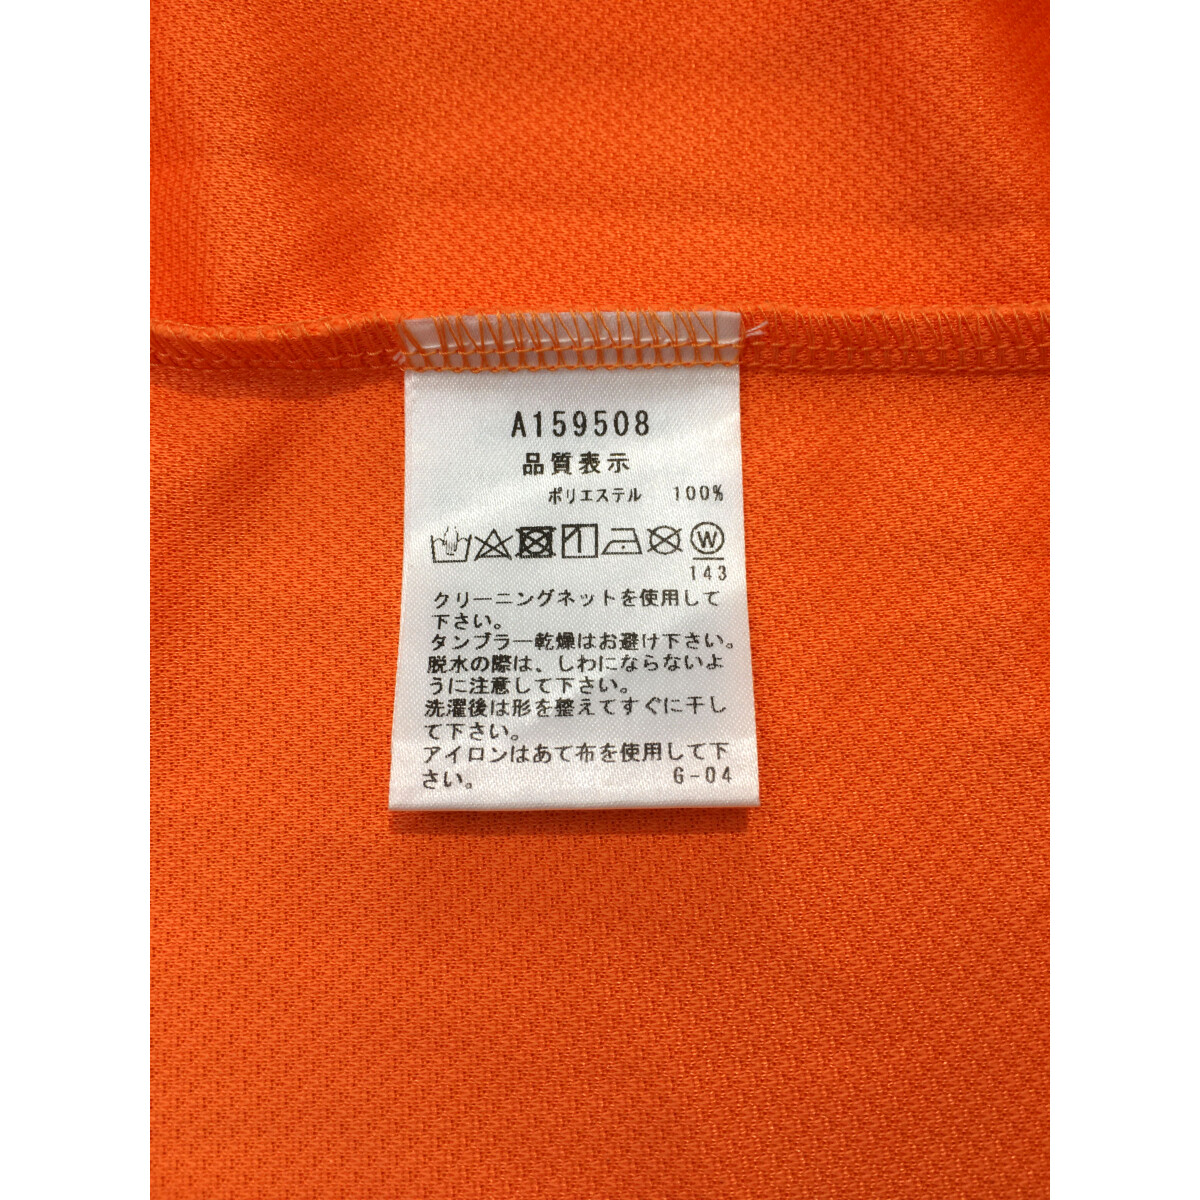 A159508
品質表示
ポリエステル 100%
W
143
クリーニングネットを使用して
下さい。
タンブラー乾燥はお避け下さい。
脱水の際は、しわにならないよ
うに注意して下さい。
洗濯後は形を整えてすぐに干し
て下さい。
アイロンはあて布を使用して下
さい。 G-04